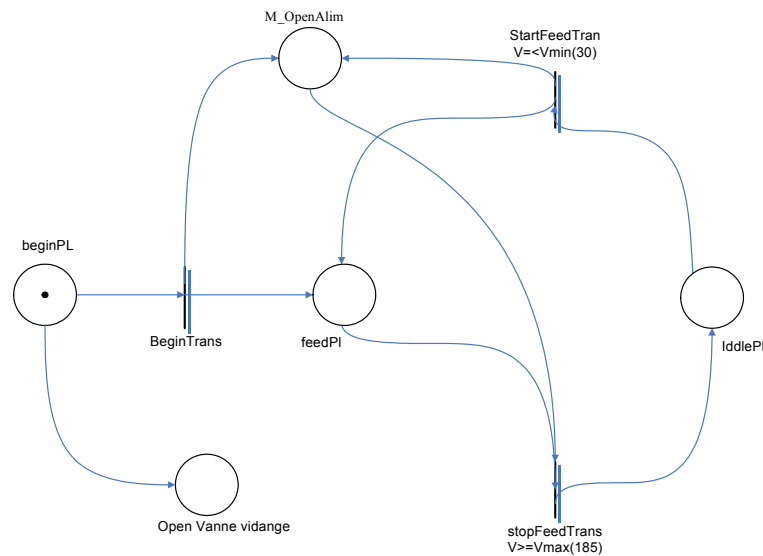 M_OpenAlim
StartFeedTran
V=<Vmin(30)
beginPL
BeginTrans
feedPl
IddlePl
Open Vanne vidange
stopFeedTrans
V>=Vmax(185)